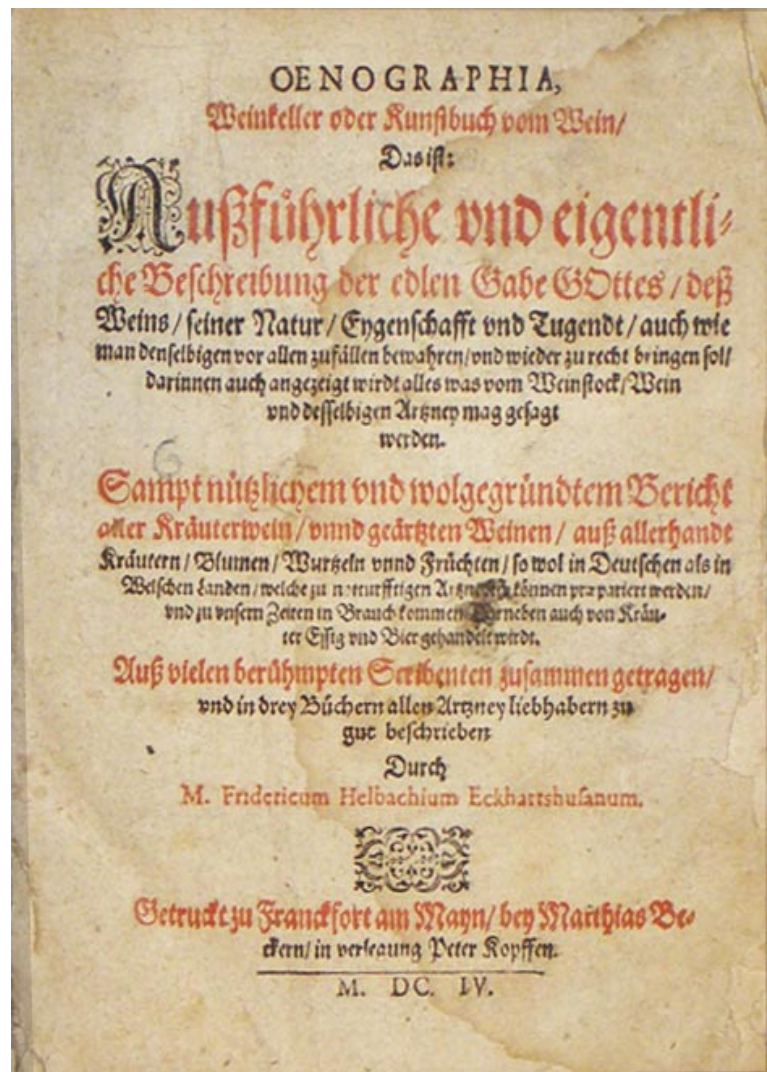 OENOGRAPHIA,
Weinkeller oder Kunstbuch vom Wein/
Das ist:
Außführliche vnd eigentli-
che Beschreibung der edlen Gabe GOttes / deß
Weins / seiner Natur / Eygenschafft vnd Tugendt / auch wie
man denselbigen vor allen zufällen bewahren/vnd wieder zu recht bringen sol/
darinnen auch angezeigt wirdt alles was vom Weinstock/Wein
vnd desselbigen Artzney mag gesagt
werden.
Sampt nützlichem vnd wolgegründtem Bericht
aller Kräuterwein / vnnd geärtzten Weinen / auß allerhandt
Kräutern / Blumen / Wurtzeln vnnd Früchten / so wol in Deutschen als in
Welschen Landen / welche zu können præpariert werden /
vnd zu vnsern Zeiten in Brauch kommen. Darneben auch von Kräu-
ter Essig vnd Bier gehandelt wirdt.
Auß vielen berühmpten Scribenten zusammen getragen/
vnd in drey Büchern allen Artzney liebhabern zu
gut beschrieben
Durch
M. Fridericum Helbachium Eckhartshusanum.
Getruckt zu Franckfort am Mayn/ bey Matthias Be-
ckern/ in verlegung Peter Kopffen.
M. DC. IV.
6